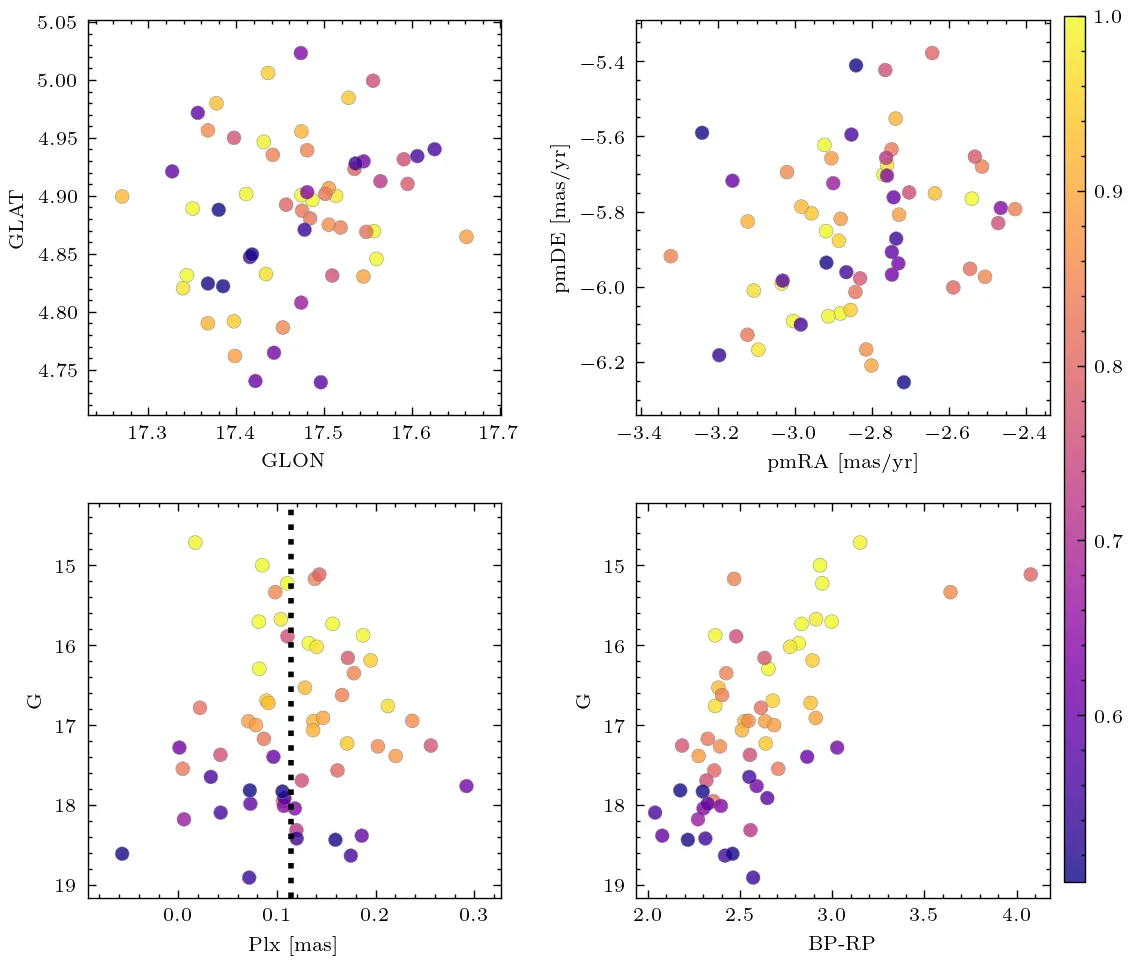 5.05
5.00
4.95
4.90
4.85
4.80
4.75
GLAT
17.3 17.4 17.5 17.6 17.7
GLON
−5.4
−5.6
−5.8
−6.0
−6.2
pmDE [mas/yr]
−3.4 −3.2 −3.0 −2.8 −2.6 −2.4
pmRA [mas/yr]
1.0
0.9
0.8
0.7
0.6
15
16
17
18
19
G
0.0 0.1 0.2 0.3
Plx [mas]
15
16
17
18
19
G
2.0 2.5 3.0 3.5 4.0
BP-RP